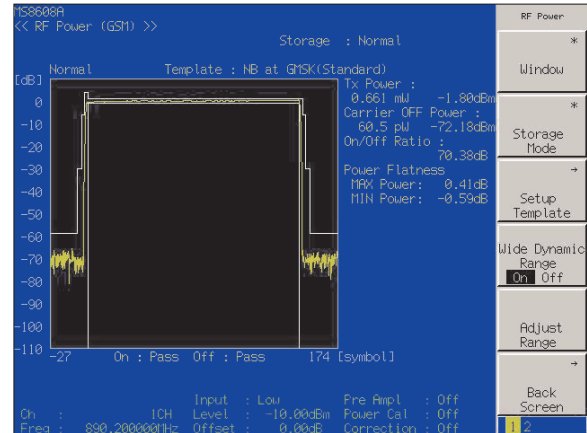 MS8608A
<< RF Power (GSM) >>
Storage : Normal
Normal Template : NB at GMSK(Standard)
[dB]
0
-10
-20
-30
-40
-50
-60
-70
-80
-90
-100
-110
-27 On : Pass Off : Pass 174 [symbol]
Tx Power :
0.661 mW -1.80dBm
Carrier OFF Power :
60.5 pW -72.18dBm
On/Off Ratio :
70.38dB
Power Flatness
MAX Power: 0.41dB
MIN Power: -0.59dB
Input : Low Pre Ampl : Off
Ch : 1CH Level : -10.00dBm Power Cal : Off
Freq : 890.200000MHz Offset : 0.00dB Correction : Off
RF Power
*
Window
*
Storage
Mode
→
Setup
Template
Wide Dynamic
Range
On Off
Adjust
Range
→
Back
Screen
1 2